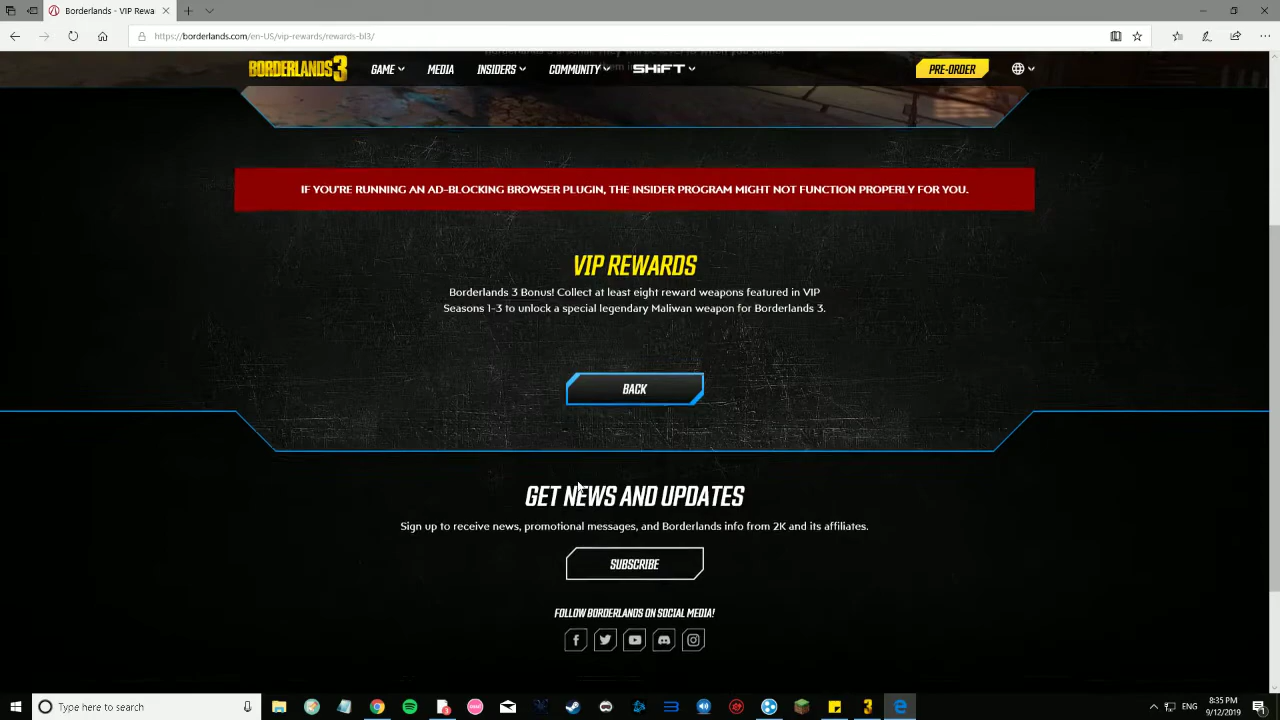 https://borderlands.com/en-US/vip-rewards/rewards-bl3/
BORDERLANDS 3
GAME
MEDIA
INSIDERS
COMMUNITY
SHiFT
PRE-ORDER
IF YOU'RE RUNNING AN AD-BLOCKING BROWSER PLUGIN, THE INSIDER PROGRAM MIGHT NOT FUNCTION PROPERLY FOR YOU.
VIP REWARDS
Borderlands 3 Bonus! Collect at least eight reward weapons featured in VIP
Seasons 1-3 to unlock a special legendary Maliwan weapon for Borderlands 3.
BACK
GET NEWS AND UPDATES
Sign up to receive news, promotional messages, and Borderlands info from 2K and its affiliates.
SUBSCRIBE
FOLLOW BORDERLANDS ON SOCIAL MEDIA!
Type here to search
ENG
8:35 PM
9/12/2019